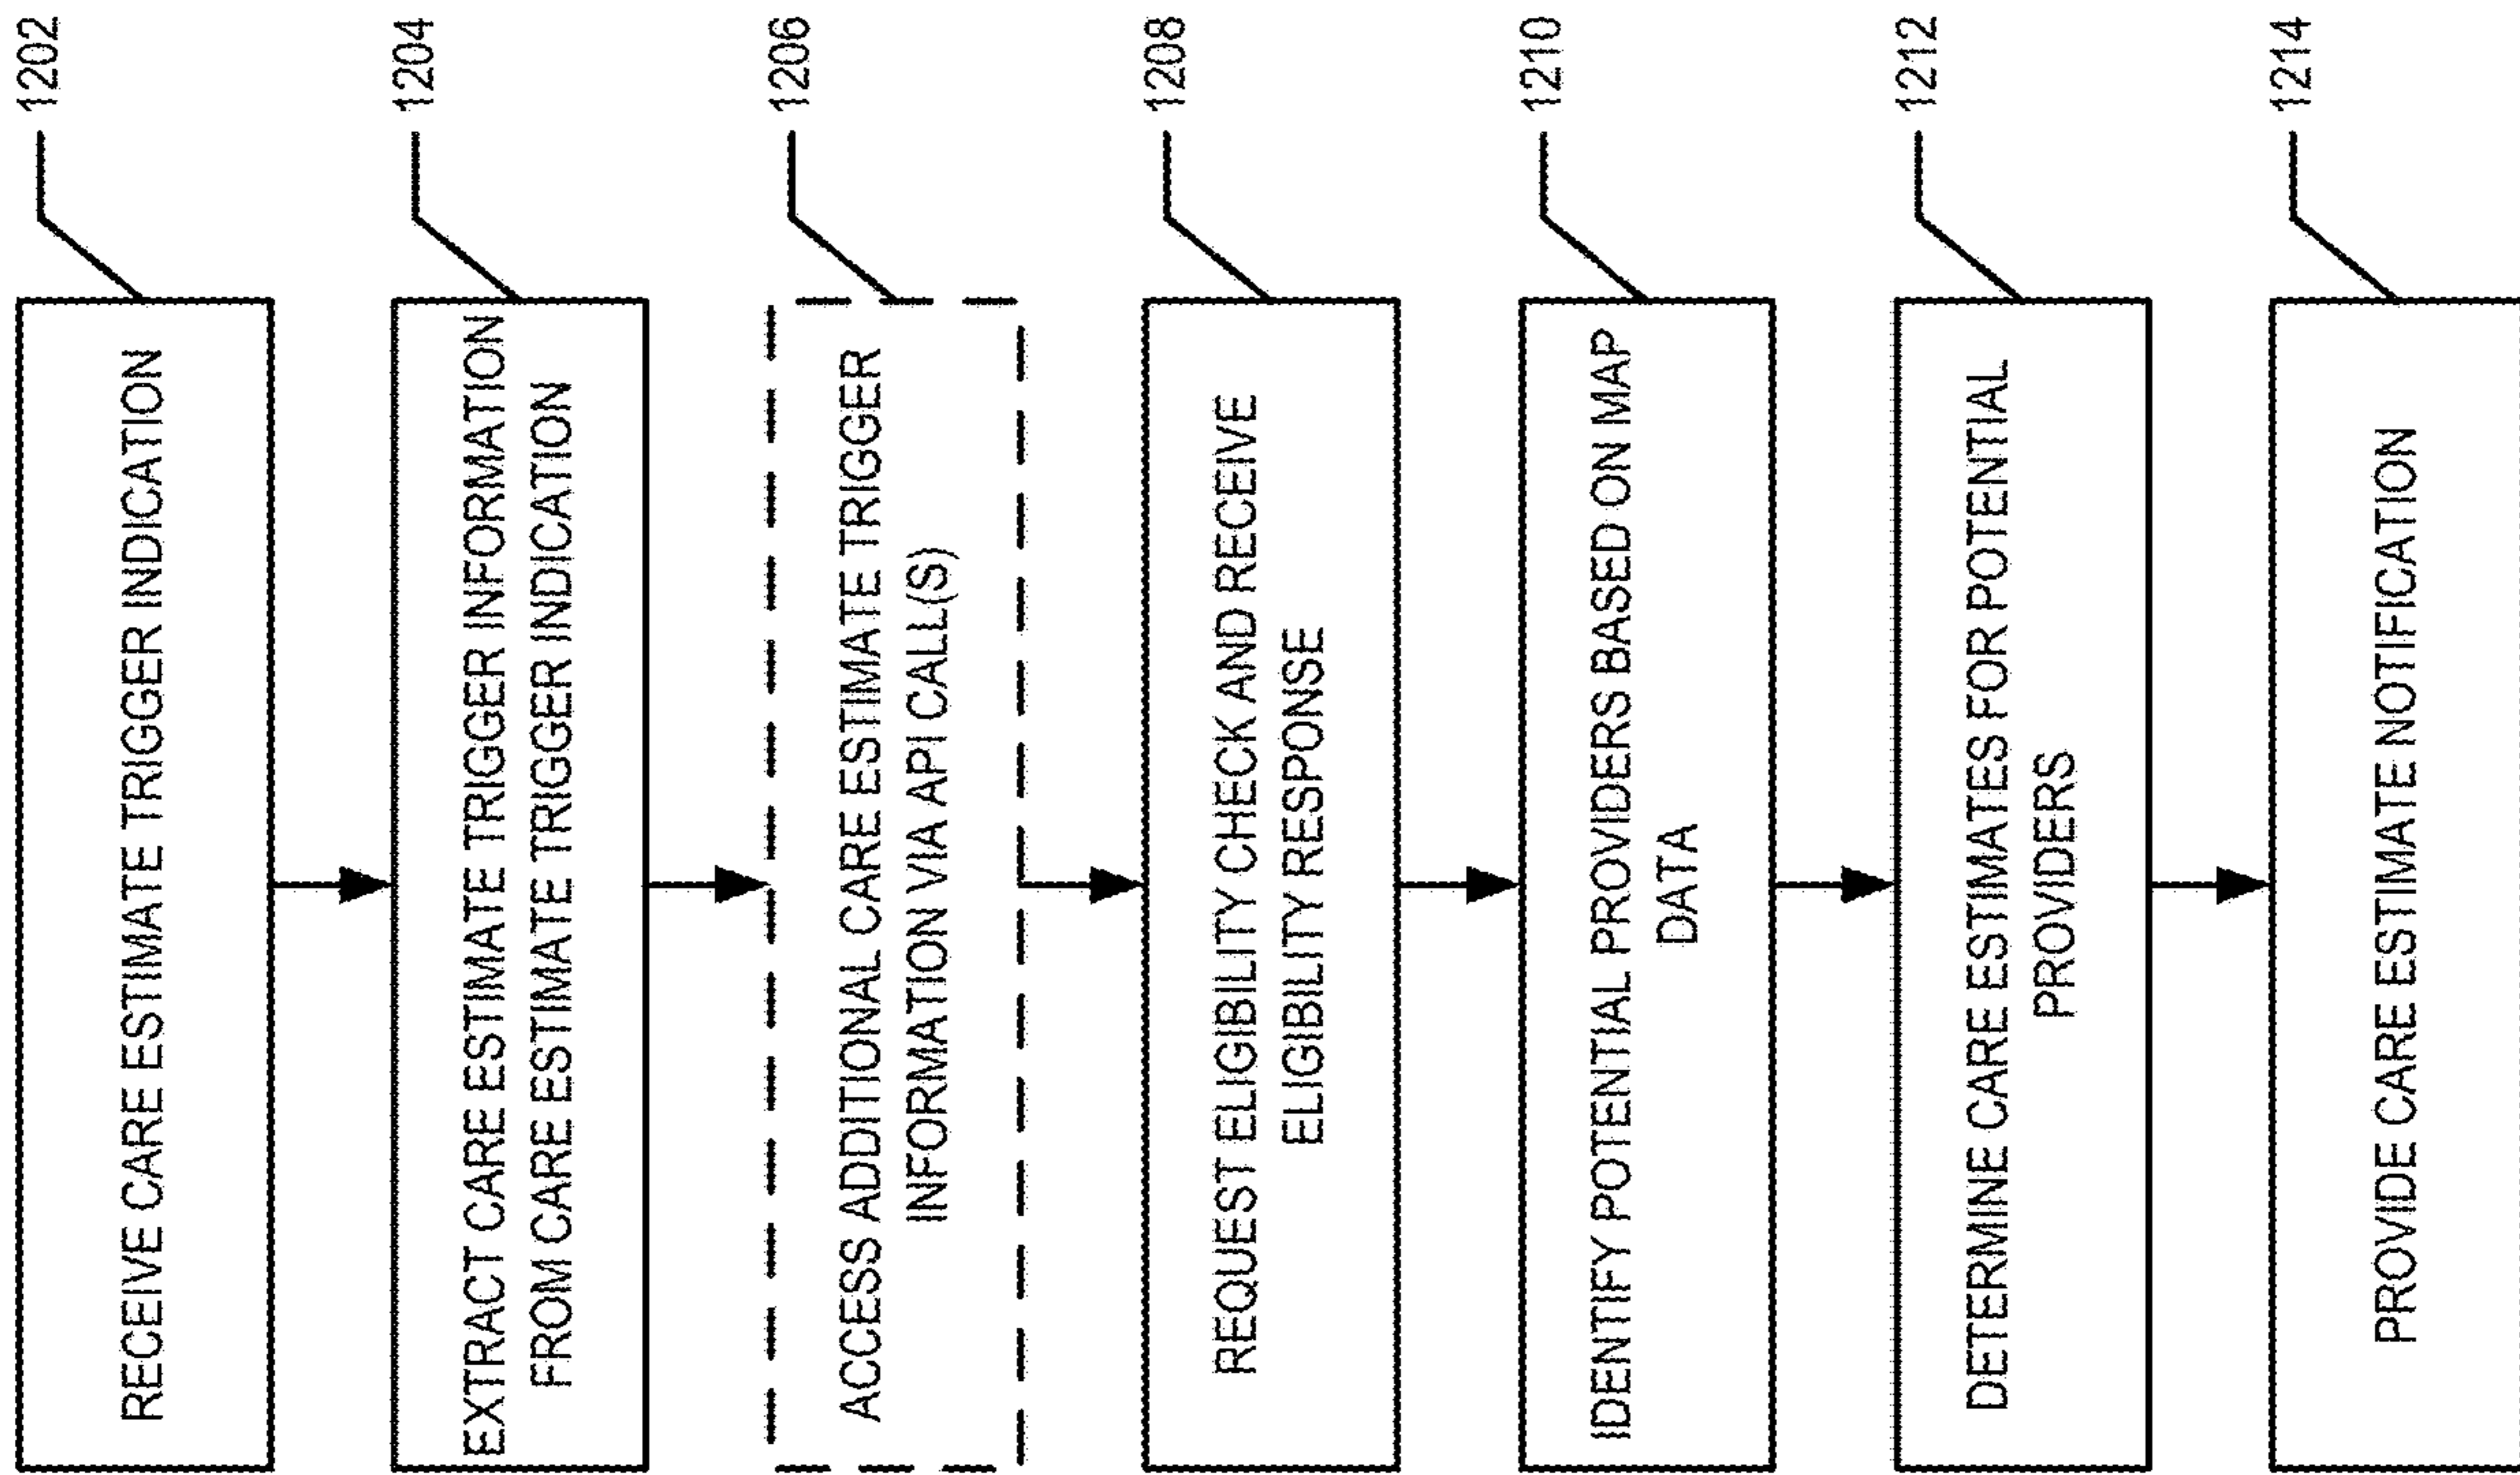 RECEIVE CARE ESTIMATE TRIGGER INDICATION
1202
EXTRACT CARE ESTIMATE TRIGGER INFORMATION
FROM CARE ESTIMATE TRIGGER INDICATION
1204
ACCESS ADDITIONAL CARE ESTIMATE TRIGGER
INFORMATION VIA API CALL(S)
1206
REQUEST ELIGIBILITY CHECK AND RECEIVE
ELIGIBILITY RESPONSE
1208
IDENTIFY POTENTIAL PROVIDERS BASED ON MAP
DATA
1210
DETERMINE CARE ESTIMATES FOR POTENTIAL
PROVIDERS
1212
PROVIDE CARE ESTIMATE NOTIFICATION
1214